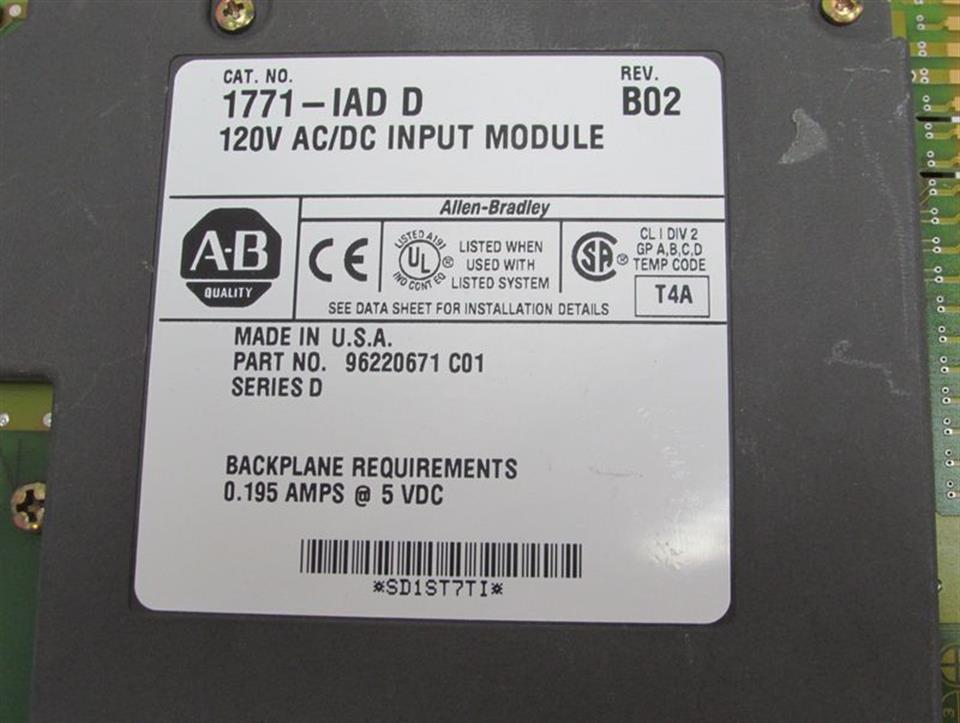 CAT. NO.
REV.
1771-IAD D
B02
120V AC/DC INPUT MODULE
Allen-Bradley
A-B
QUALITY
CE
LISTED A197
UL
IND CONT EQ
®
LISTED WHEN
USED WITH
LISTED SYSTEM
SA
®
CL I DIV 2
GP A,B,C,D
TEMP CODE
T4A
SEE DATA SHEET FOR INSTALLATION DETAILS
MADE IN U.S.A.
PART NO. 96220671 C01
SERIES D
BACKPLANE REQUIREMENTS
0.195 AMPS @ 5 VDC
*SD1ST7TI*